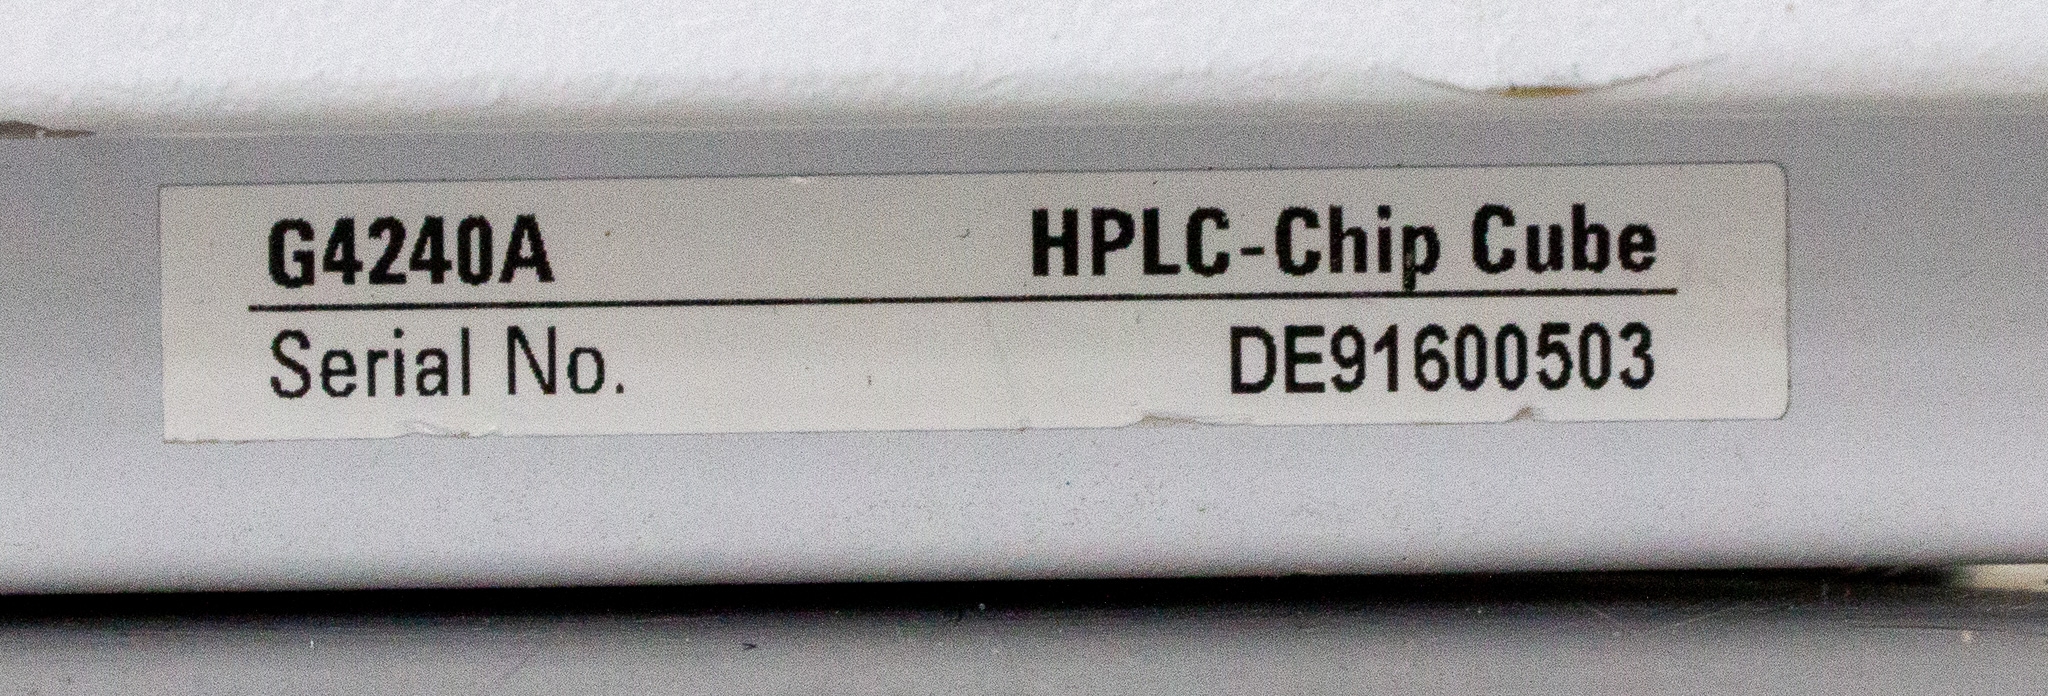 G4240A HPLC-Chip Cube
Serial No. DE91600503